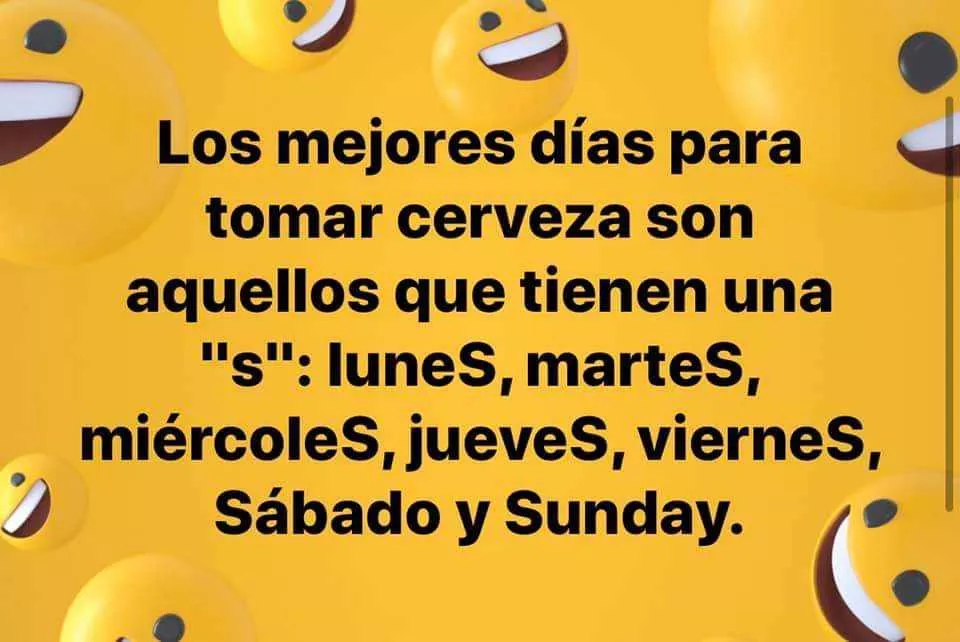 Los mejores días para
tomar cerveza son
aquellos que tienen una
"s": luneS, marteS,
miércoleS, jueveS, vierneS,
Sábado y Sunday.